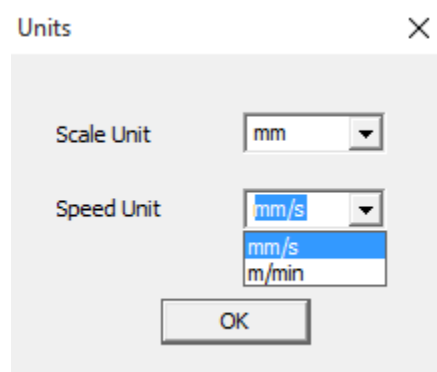 Units
Scale Unit mm
Speed Unit mm/s
mm/s
m/min
OK